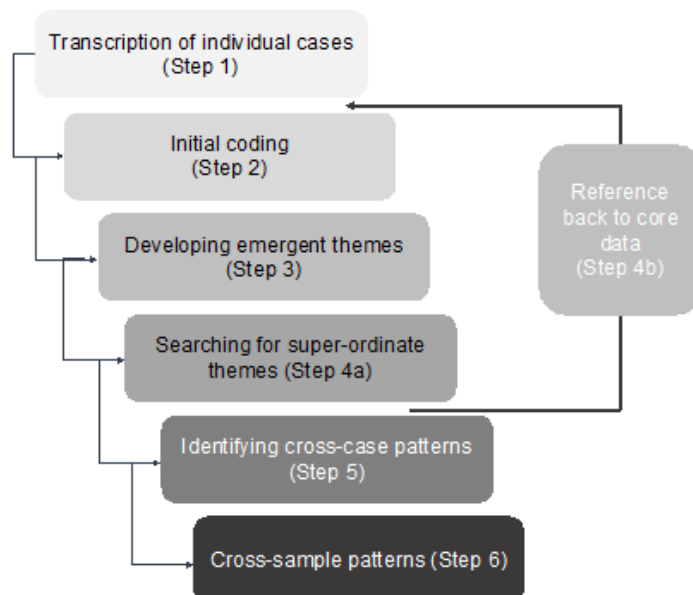 Transcription of individual cases
(Step 1)
Initial coding
(Step 2)
Reference
back to core
data
(Step 4b)
Developing emergent themes
(Step 3)
Searching for super-ordinate
themes (Step 4a)
Identifying cross-case patterns
(Step 5)
Cross-sample patterns (Step 6)